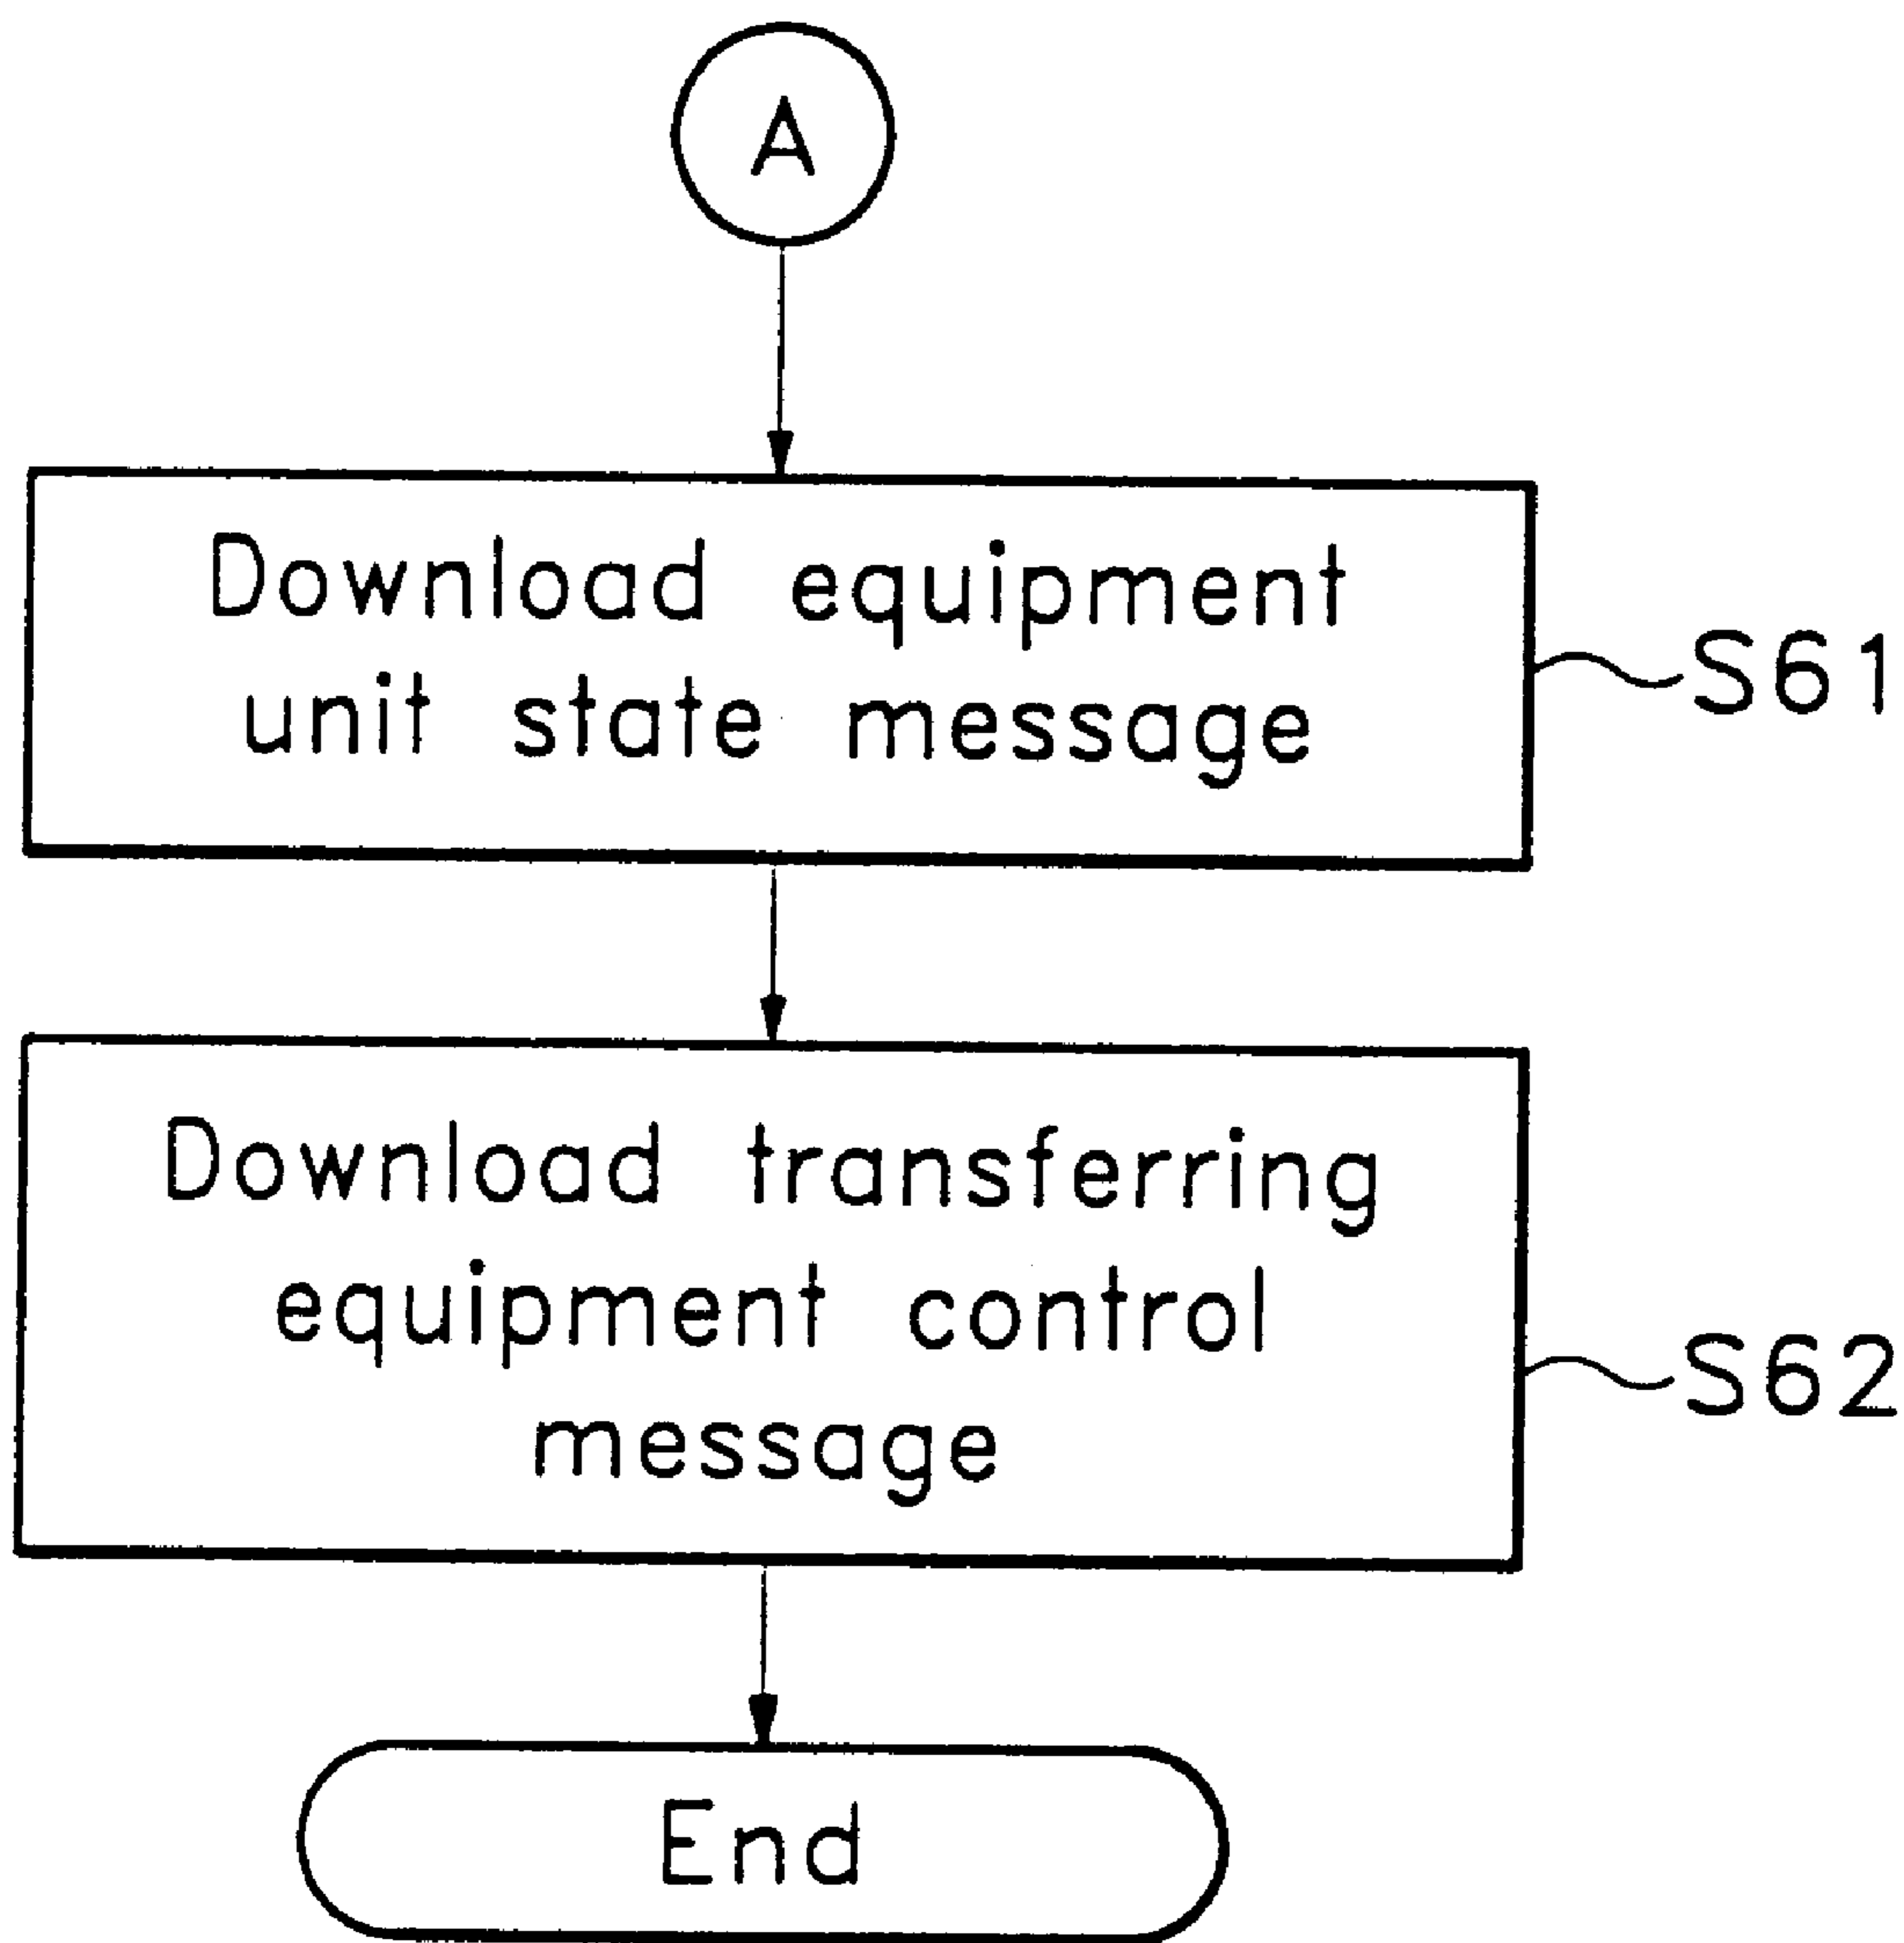 A
Download equipment
unit state message
S61
Download transferring
equipment control
message
S62
End